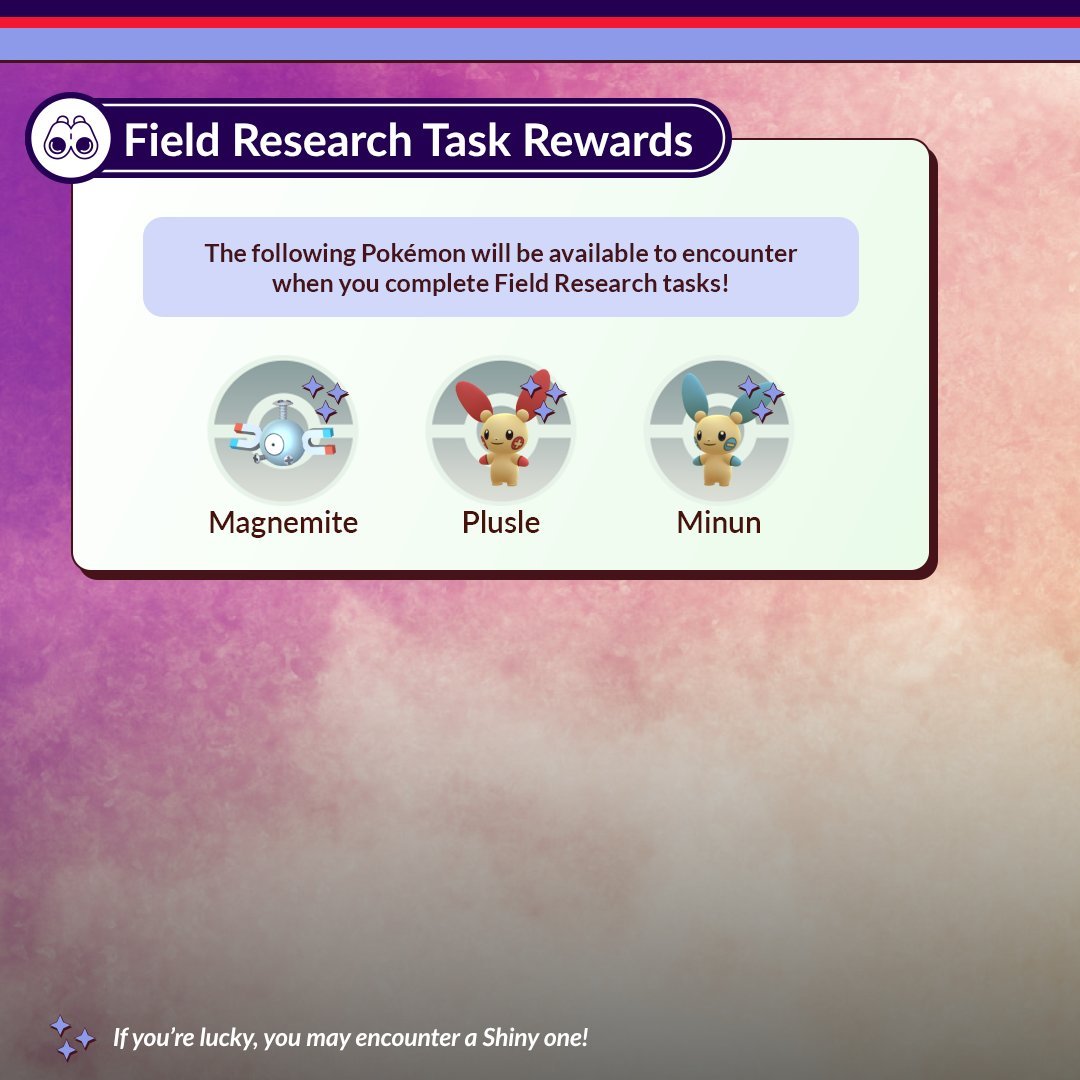 Field Research Task Rewards
The following Pokémon will be available to encounter
when you complete Field Research tasks!
Magnemite
Plusle
Minun
If you’re lucky, you may encounter a Shiny one!